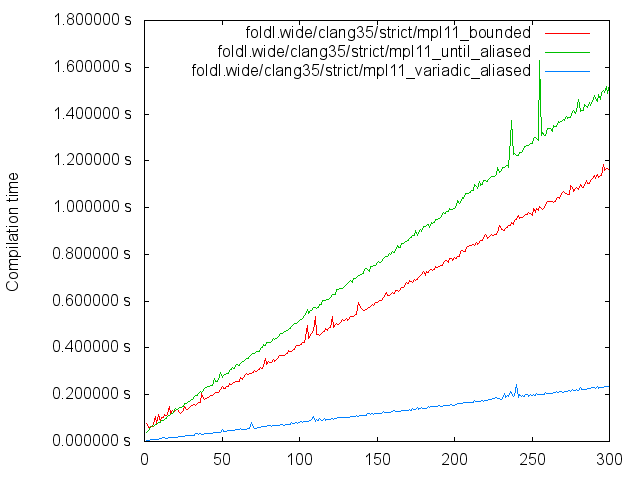 1.800000 s
1.600000 s
1.400000 s
1.200000 s
1.000000 s
0.800000 s
0.600000 s
0.400000 s
0.200000 s
0.000000 s
Compilation time
foldl.wide/clang35/strict/mpl11_bounded
foldl.wide/clang35/strict/mpl11_until_aliased
foldl.wide/clang35/strict/mpl11_variadic_aliased
0 50 100 150 200 250 300